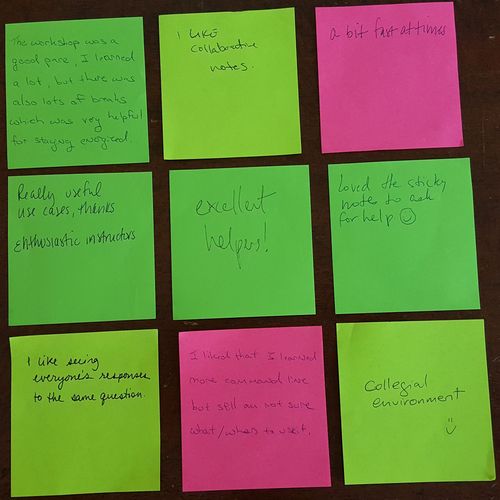 The workshop was a
good pace, I learned
a lot, but there was
also lots of breaks
which was very helpful
for staying energized.
I LIKE
collaborative
notes.
a bit fast at times
Really useful
use cases, thanks
Enthusiastic instructors
excellent
helpers!
Loved the sticky
notes to ask
for help
I like seeing
everyone's responses
to the same question.
I liked that I learned
more command line
but still am not sure
what/when to use it.
Collegial
environment